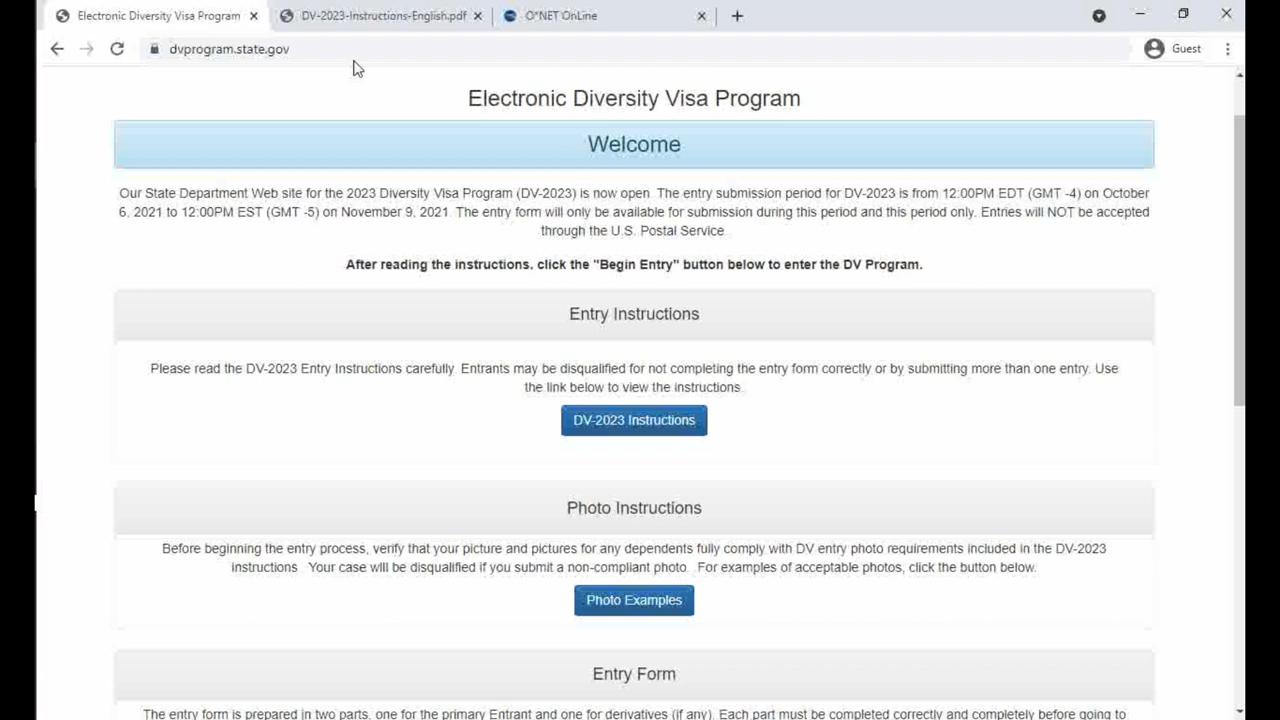 Electronic Diversity Visa Program
DV-2023-Instructions-English.pdf
O*NET OnLine
dvprogram.state.gov
Guest
Electronic Diversity Visa Program
Welcome
Our State Department Web site for the 2023 Diversity Visa Program (DV-2023) is now open. The entry submission period for DV-2023 is from 12:00PM EDT (GMT -4) on October
6, 2021 to 12:00PM EST (GMT -5) on November 9, 2021. The entry form will only be available for submission during this period and this period only. Entries will NOT be accepted
through the U.S. Postal Service.
After reading the instructions, click the "Begin Entry" button below to enter the DV Program.
Entry Instructions
Please read the DV-2023 Entry Instructions carefully. Entrants may be disqualified for not completing the entry form correctly or by submitting more than one entry. Use
the link below to view the instructions.
DV-2023 Instructions
Photo Instructions
Before beginning the entry process, verify that your picture and pictures for any dependents fully comply with DV entry photo requirements included in the DV-2023
instructions. Your case will be disqualified if you submit a non-compliant photo. For examples of acceptable photos, click the button below.
Photo Examples
Entry Form
The entry form is prepared in two parts, one for the primary Entrant and one for derivatives (if any). Each part must be completed correctly and completely before going to